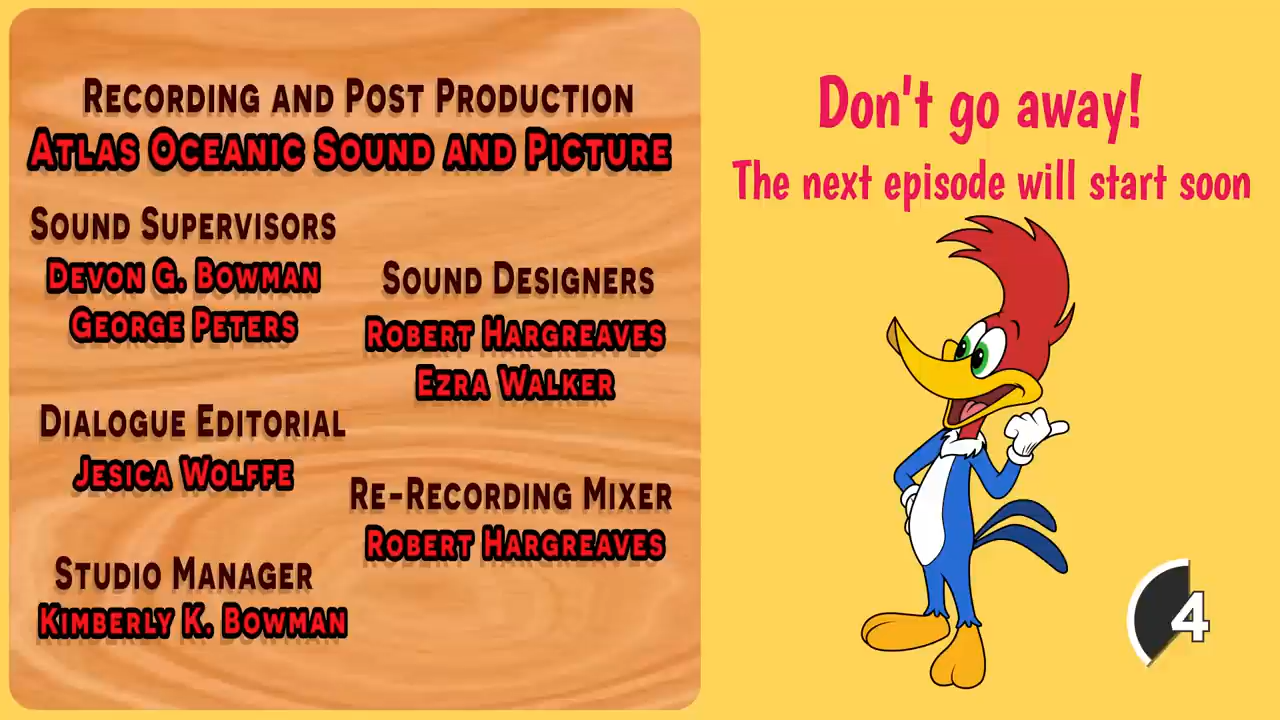 Recording and Post Production
Atlas Oceanic Sound and Picture
Sound Supervisors
Devon G. Bowman
George Peters
Sound Designers
Robert Hargreaves
Ezra Walker
Dialogue Editorial
Jesica Wolffe
Re-Recording Mixer
Robert Hargreaves
Studio Manager
Kimberly K. Bowman
Don't go away!
The next episode will start soon
4